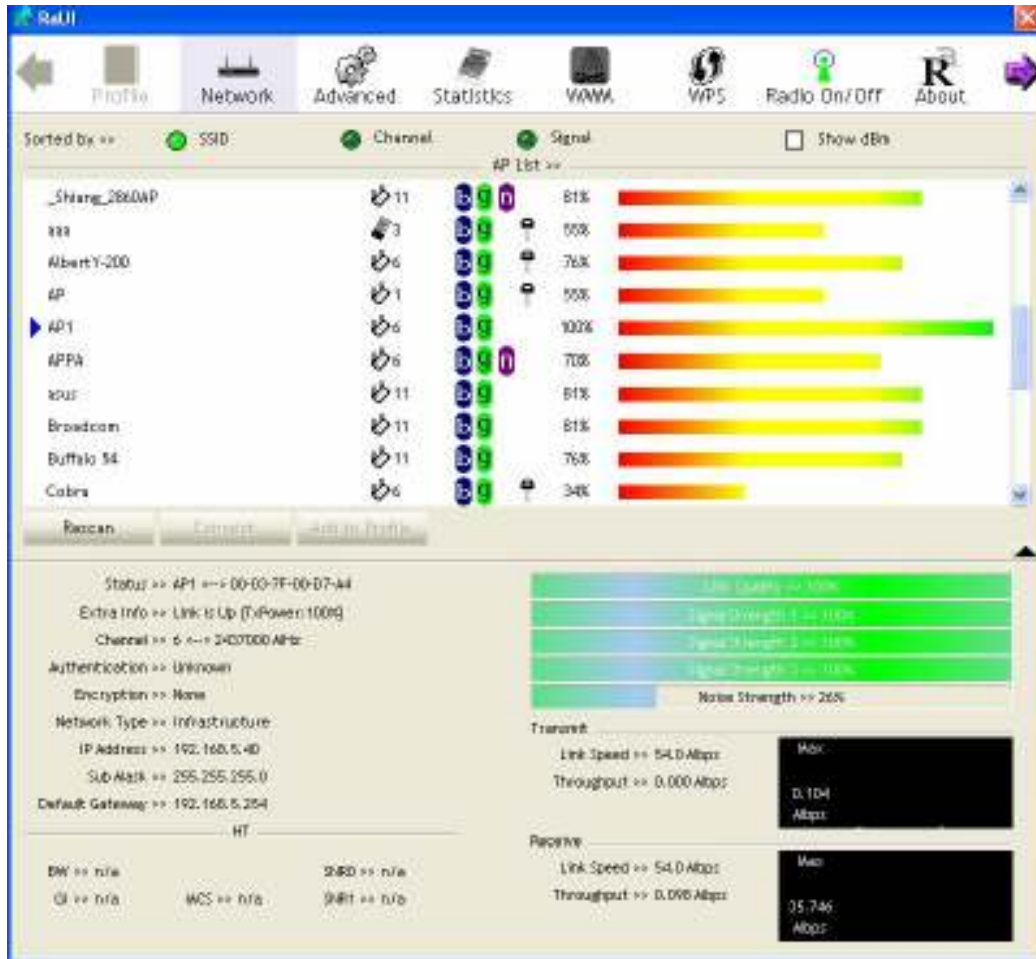 RaUI
Profile Network Advanced Statistics WMM WPS Radio On/Off About
Sorted by >> SSID Channel Signal Show dBm
AP List >>
_Shiang_2860AP 11 b g n 81%
3 b g 55%
AlbertY-200 6 b g 76%
AP 1 b g 55%
AP1 6 b g 100%
APPA 6 b g n 70%
asus 11 b g 81%
Broadcom 11 b g 81%
Buffalo 54 11 b g 76%
Cobra 6 b g 34%
Rescan Connect Add to Profile
Status >> AP1 <--> 00-03-7F-00-D7-A4
Extra Info >> Link is Up [TxPower:100%]
Channel >> 6 <--> 2437000 KHz
Authentication >> Unknown
Encryption >> None
Network Type >> Infrastructure
IP Address >> 192.168.5.40
Sub Mask >> 255.255.255.0
Default Gateway >> 192.168.5.254
HT
BW >> n/a SNR0 >> n/a
GI >> n/a MCS >> n/a SNR1 >> n/a
Link Quality >> 100%
Signal Strength 1 >> 100%
Signal Strength 2 >> 100%
Signal Strength 3 >> 100%
Noise Strength >> 26%
Transmit
Link Speed >> 54.0 Mbps
Throughput >> 0.000 Mbps
Max
0.104
Mbps
Receive
Link Speed >> 54.0 Mbps
Throughput >> 0.098 Mbps
Max
35.746
Mbps